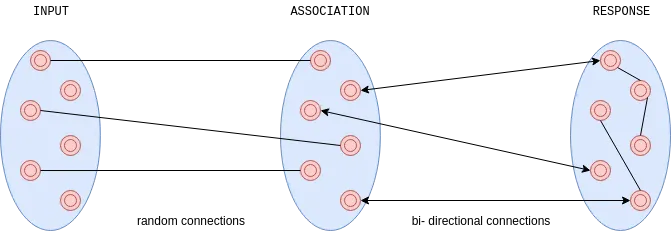 INPUT
ASSOCIATION
RESPONSE
random connections
bi- directional connections